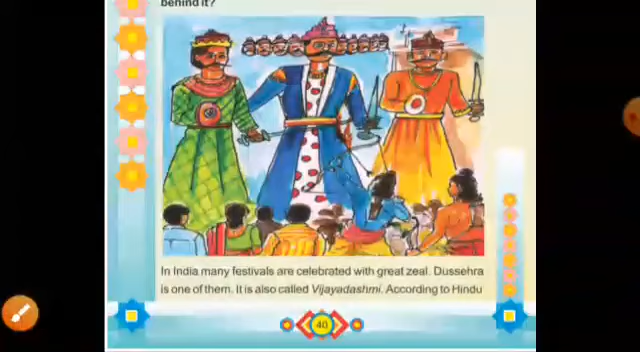 behind it?
In India many festivals are celebrated with great zeal. Dussehra
is one of them. It is also called Vijayadashmi. According to Hindu
40